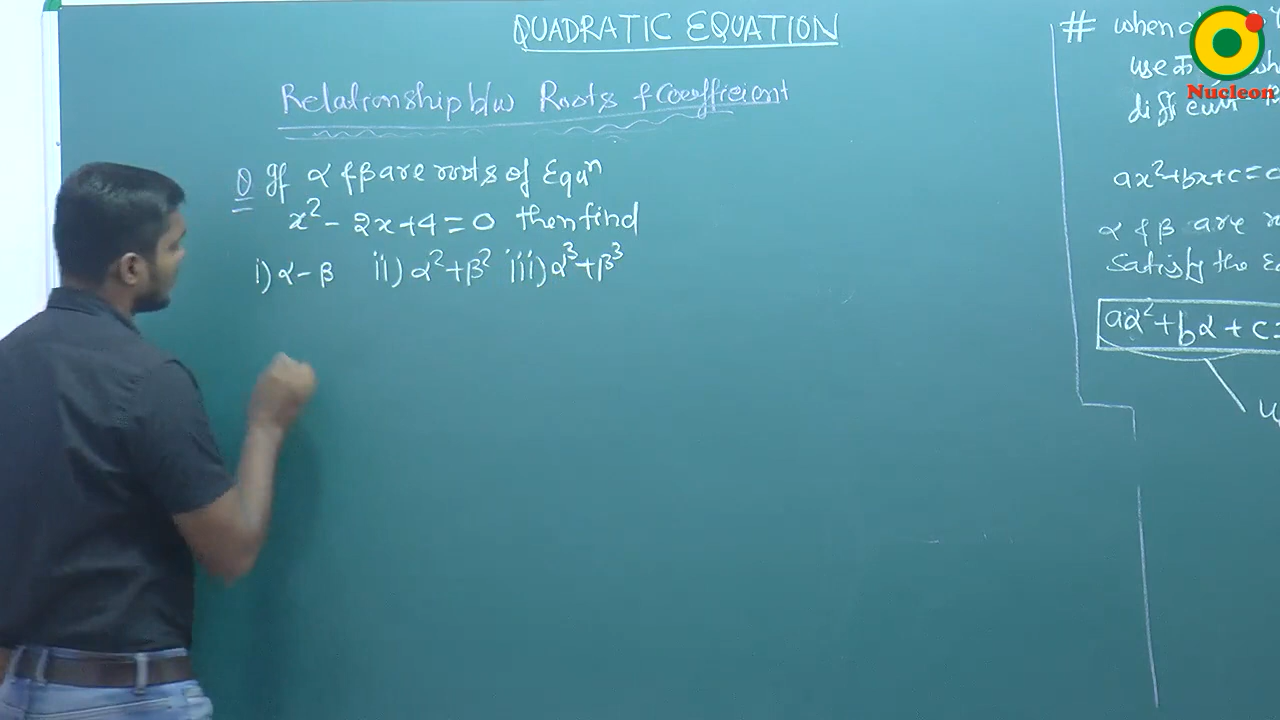 QUADRATIC EQUATION
Relationship b/w Roots & Coefficient
Q If α & β are roots of Equⁿ
x² - 2x + 4 = 0 then find
i) α - β ii) α² + β² iii) α³ + β³
# when
use
diff
ax²+bx+c=0
α & β are
satisfy the
aα² + bα + c =
Nucleon